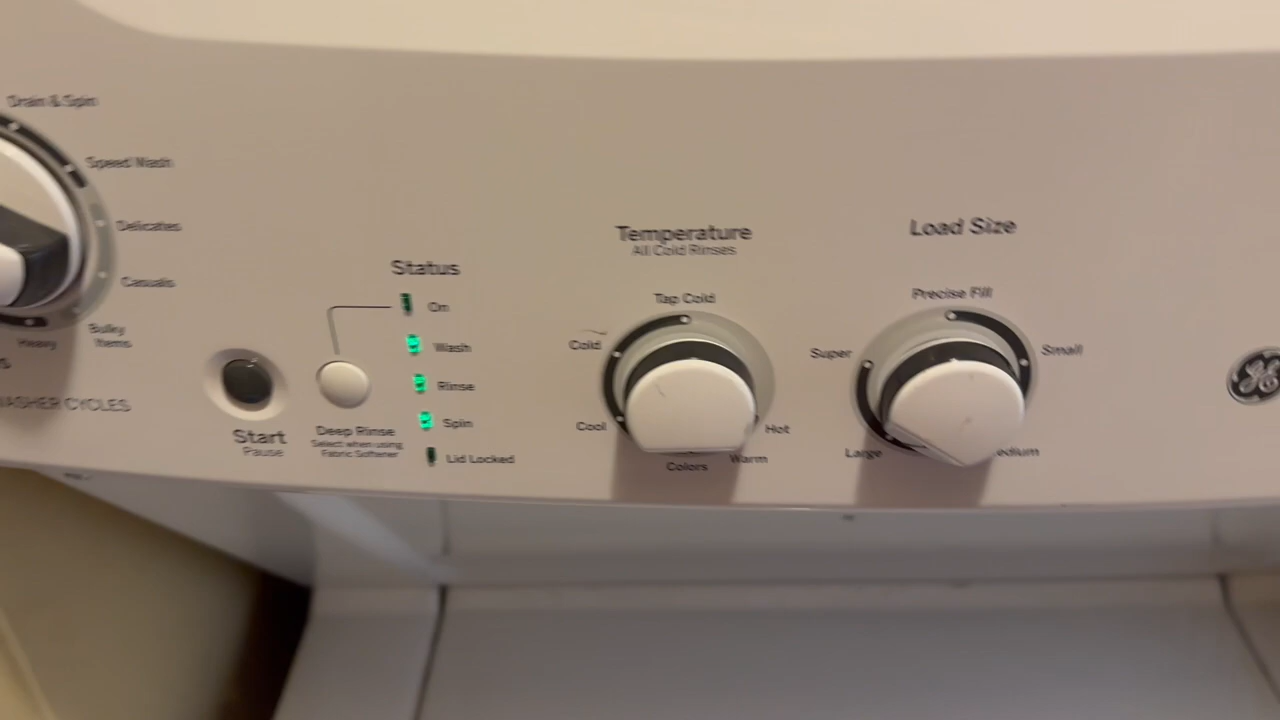 Drain & Spin
Speed Wash
Delicates
Casuals
Bulky
Items
Heavy
WASHER CYCLES
Start
Pause
Deep Rinse
Select when using
Fabric Softener
Status
On
Wash
Rinse
Spin
Lid Locked
Temperature
All Cold Rinses
Tap Cold
Cold
Cool
Colors
Warm
Hot
Load Size
Precise Fill
Small
Super
Large
edium
GE